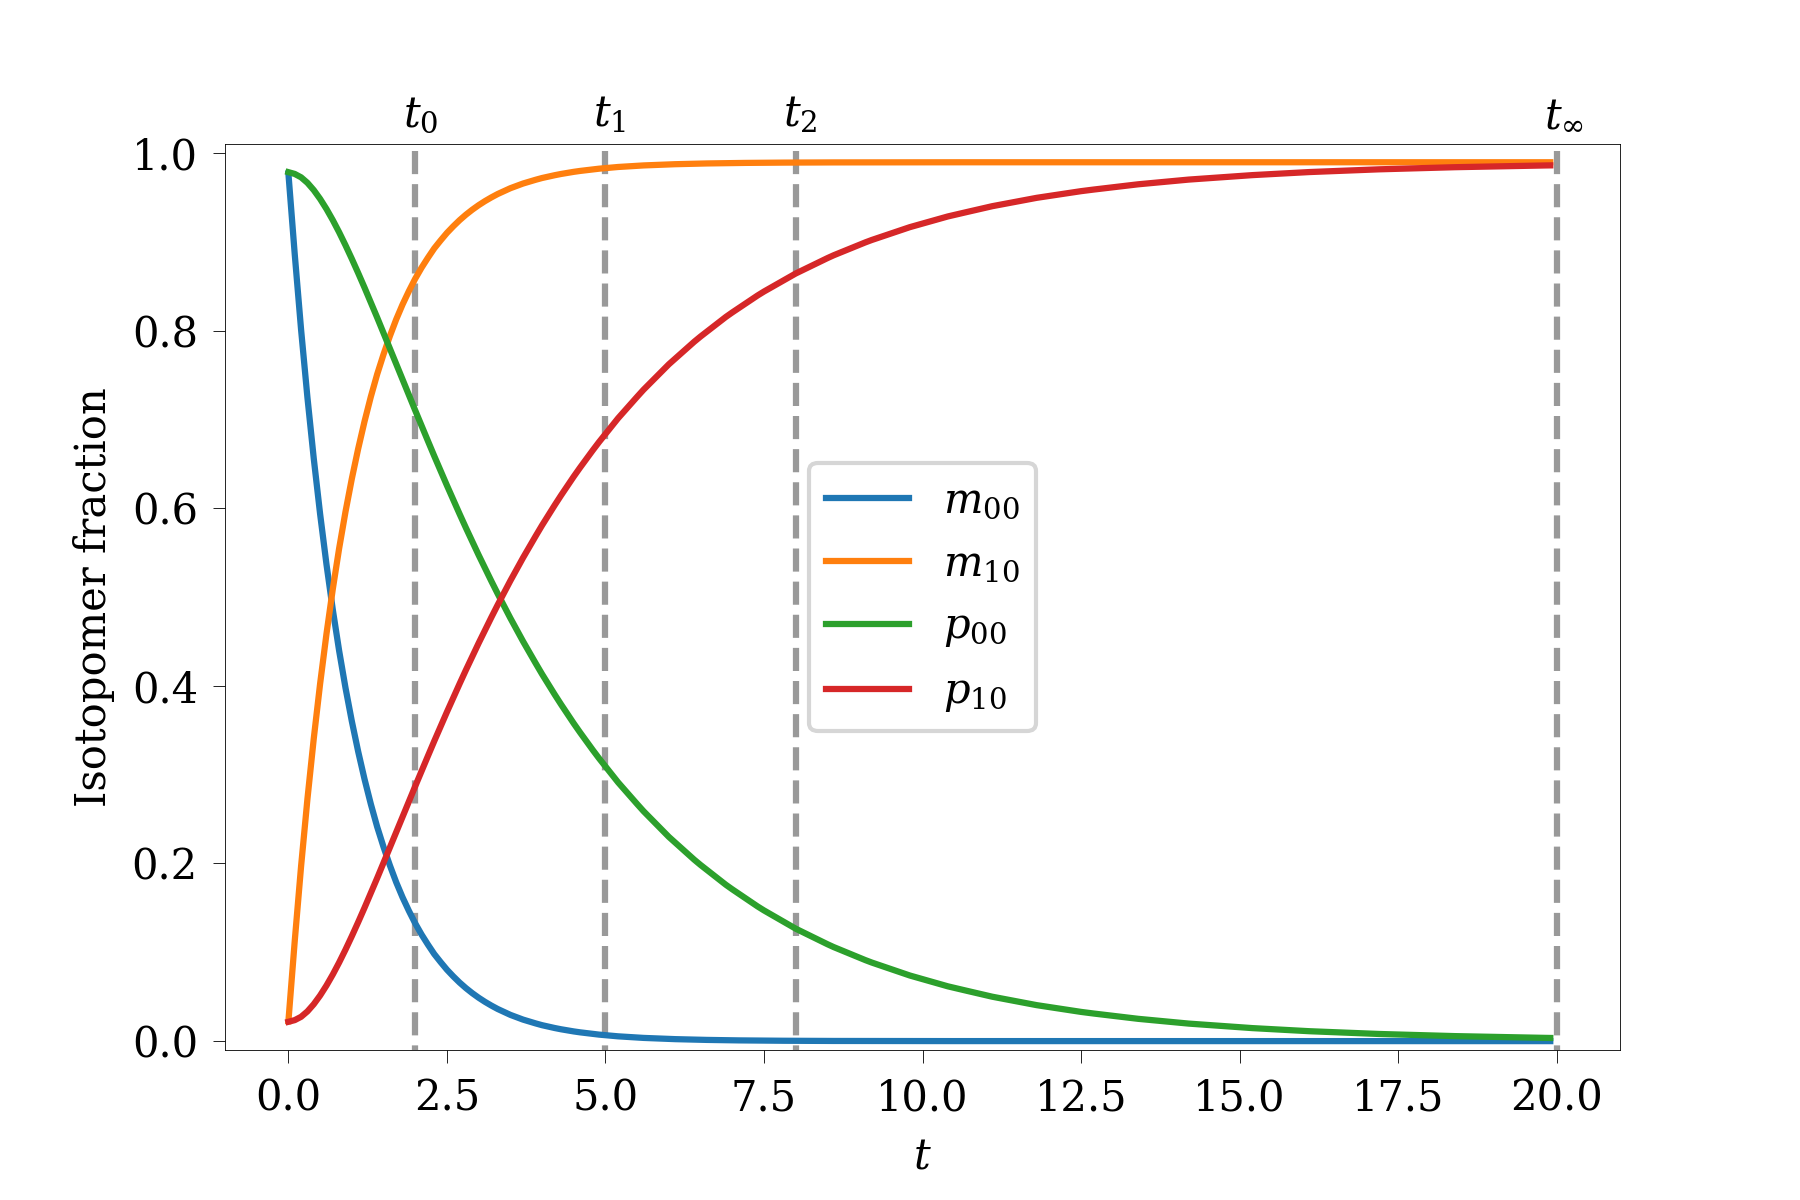 t₀ t₁ t₂ t∞
1.0
0.8
0.6
0.4
0.2
0.0
Isotopomer fraction
m₀₀
m₁₀
p₀₀
p₁₀
0.0 2.5 5.0 7.5 10.0 12.5 15.0 17.5 20.0
t